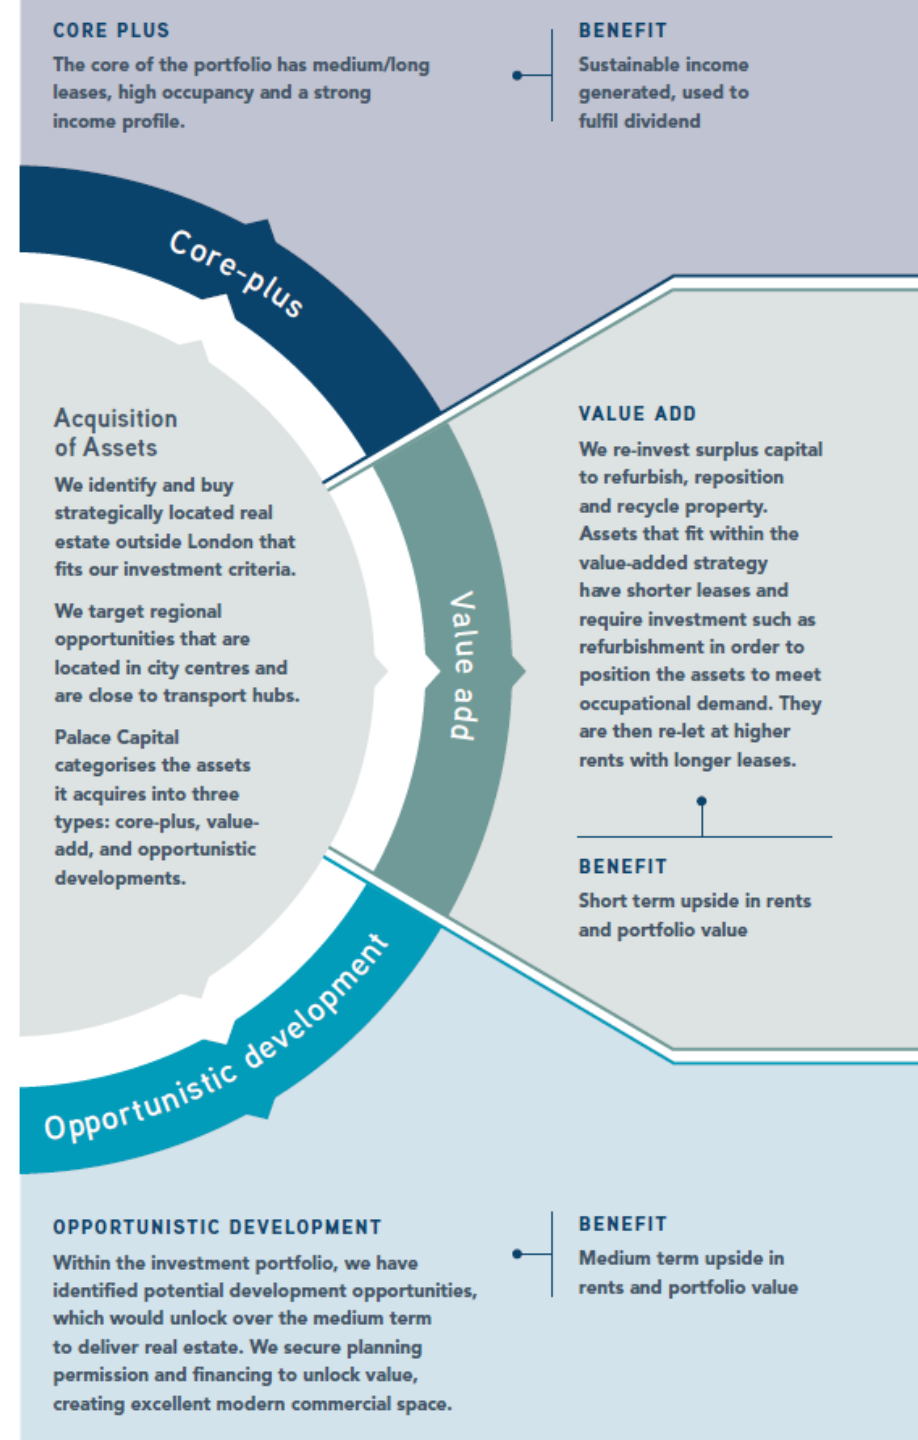 CORE PLUS
The core of the portfolio has medium/long
leases, high occupancy and a strong
income profile.
BENEFIT
Sustainable income
generated, used to
fulfil dividend
Core-plus
Acquisition
of Assets
We identify and buy
strategically located real
estate outside London that
fits our investment criteria.
We target regional
opportunities that are
located in city centres and
are close to transport hubs.
Palace Capital
categorises the assets
it acquires into three
types: core-plus, value-
add, and opportunistic
developments.
Value add
VALUE ADD
We re-invest surplus capital
to refurbish, reposition
and recycle property.
Assets that fit within the
value-added strategy
have shorter leases and
require investment such as
refurbishment in order to
position the assets to meet
occupational demand. They
are then re-let at higher
rents with longer leases.
BENEFIT
Short term upside in rents
and portfolio value
Opportunistic development
OPPORTUNISTIC DEVELOPMENT
Within the investment portfolio, we have
identified potential development opportunities,
which would unlock over the medium term
to deliver real estate. We secure planning
permission and financing to unlock value,
creating excellent modern commercial space.
BENEFIT
Medium term upside in
rents and portfolio value